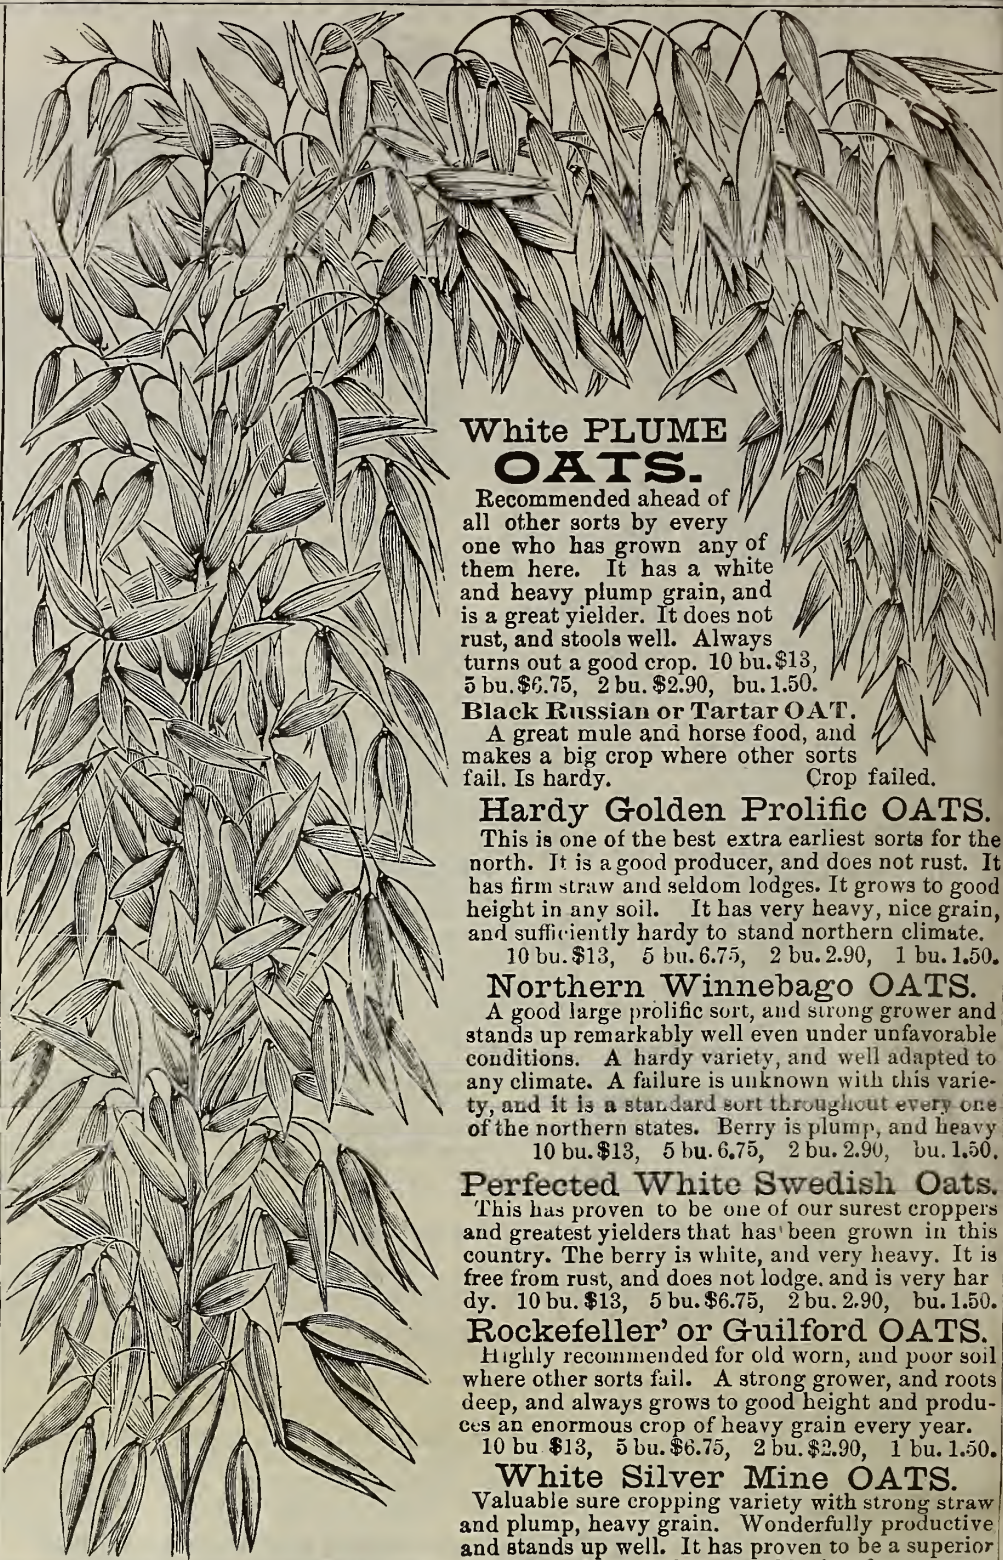 White PLUME
OATS.
Recommended ahead of
all other sorts by every
one who has grown any of
them here. It has a white
and heavy plump grain, and
is a great yielder. It does not
rust, and stools well. Always
turns out a good crop. 10 bu. $13,
5 bu. $6.75, 2 bu. $2.90, bu. 1.50.
Black Russian or Tartar OAT.
A great mule and horse food, and
makes a big crop where other sorts
fail. Is hardy. Crop failed.
Hardy Golden Prolific OATS.
This is one of the best extra earliest sorts for the
north. It is a good producer, and does not rust. It
has firm straw and seldom lodges. It grows to good
height in any soil. It has very heavy, nice grain,
and sufficiently hardy to stand northern climate.
10 bu. $13, 5 bu. 6.75, 2 bu. 2.90, 1 bu. 1.50.
Northern Winnebago OATS.
A good large prolific sort, and strong grower and
stands up remarkably well even under unfavorable
conditions. A hardy variety, and well adapted to
any climate. A failure is unknown with this varie-
ty, and it is a standard sort throughout every one
of the northern states. Berry is plump, and heavy
10 bu. $13, 5 bu. 6.75, 2 bu. 2.90, bu. 1.50.
Perfected White Swedish Oats.
This has proven to be one of our surest croppers
and greatest yielders that has been grown in this
country. The berry is white, and very heavy. It is
free from rust, and does not lodge. and is very har
dy. 10 bu. $13, 5 bu. $6.75, 2 bu. 2.90, bu. 1.50.
Rockefeller' or Guilford OATS.
Highly recommended for old worn, and poor soil
where other sorts fail. A strong grower, and roots
deep, and always grows to good height and produ-
ces an enormous crop of heavy grain every year.
10 bu $13, 5 bu. $6.75, 2 bu. $2.90, 1 bu. 1.50.
White Silver Mine OATS.
Valuable sure cropping variety with strong straw
and plump, heavy grain. Wonderfully productive
and stands up well. It has proven to be a superior